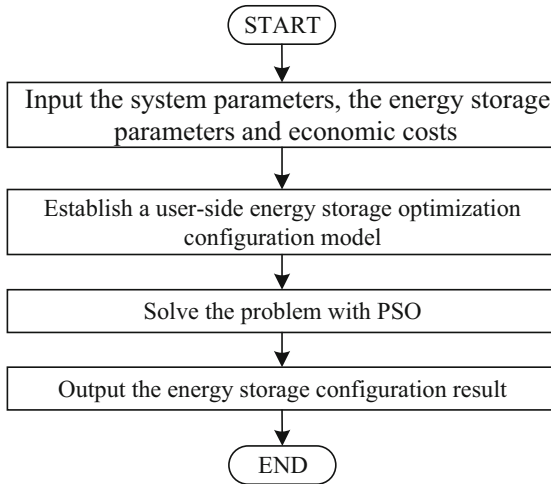 START
Input the system parameters, the energy storage
parameters and economic costs
Establish a user-side energy storage optimization
configuration model
Solve the problem with PSO
Output the energy storage configuration result
END